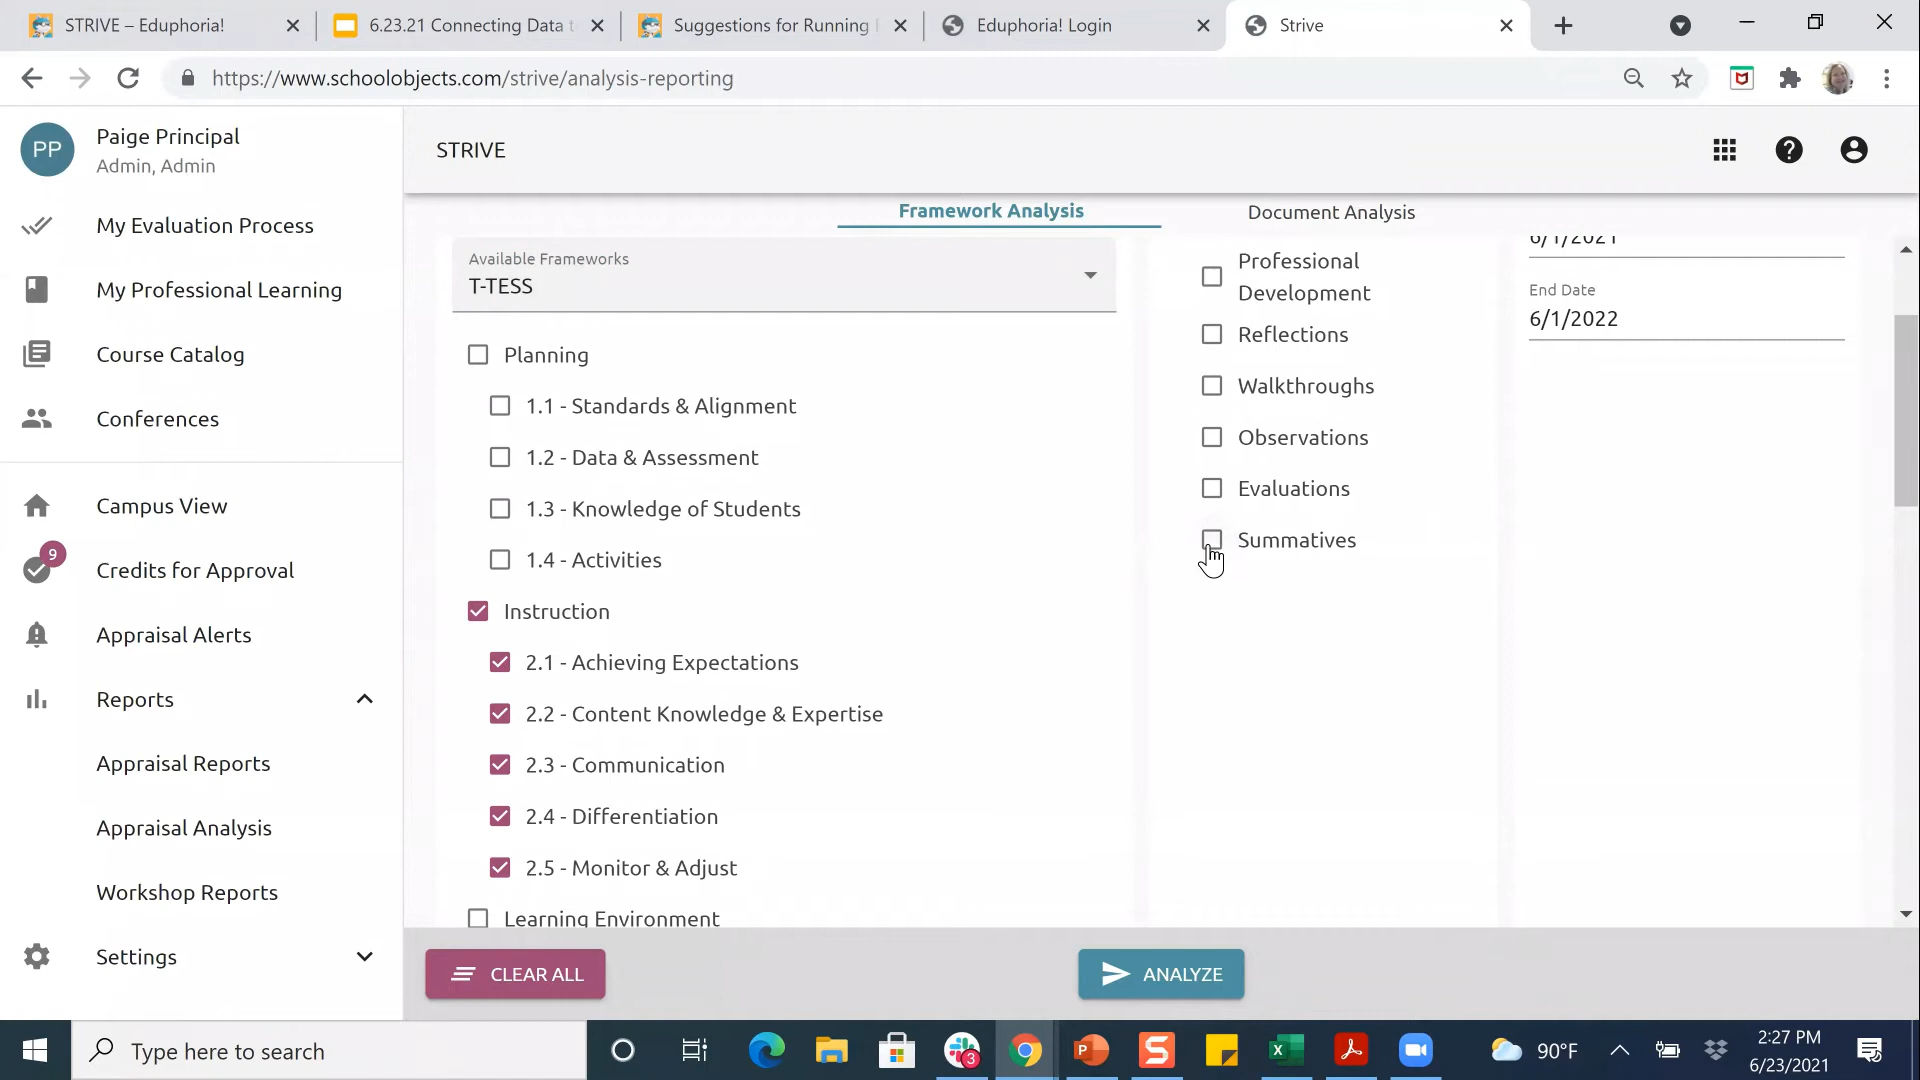 STRIVE – Eduphoria!
6.23.21 Connecting Data t
Suggestions for Running
Eduphoria! Login
Strive
https://www.schoolobjects.com/strive/analysis-reporting
PP
Paige Principal
Admin, Admin
My Evaluation Process
My Professional Learning
Course Catalog
Conferences
Campus View
9
Credits for Approval
Appraisal Alerts
Reports
Appraisal Reports
Appraisal Analysis
Workshop Reports
Settings
STRIVE
Framework Analysis
Document Analysis
Available Frameworks
T-TESS
Planning
1.1 - Standards & Alignment
1.2 - Data & Assessment
1.3 - Knowledge of Students
1.4 - Activities
Instruction
2.1 - Achieving Expectations
2.2 - Content Knowledge & Expertise
2.3 - Communication
2.4 - Differentiation
2.5 - Monitor & Adjust
Learning Environment
Professional
Development
Reflections
Walkthroughs
Observations
Evaluations
Summatives
6/1/2021
End Date
6/1/2022
CLEAR ALL
ANALYZE
Type here to search
3
90°F
2:27 PM
6/23/2021